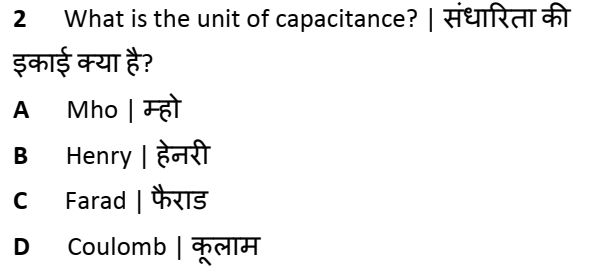 2 What is the unit of capacitance? | संधारिता की
इकाई क्या है?
A Mho | म्हो
B Henry | हेनरी
C Farad | फैराड
D Coulomb | कूलाम